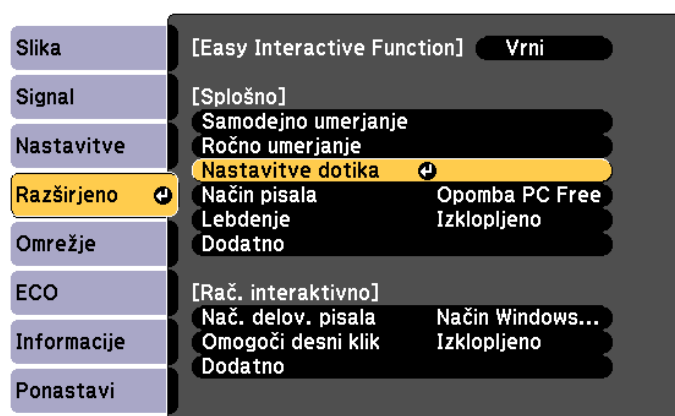 Slika
Signal
Nastavitve
Razširjeno
Omrežje
ECO
Informacije
Ponastavi
[Easy Interactive Function] Vrni
[Splošno]
Samodejno umerjanje
Ročno umerjanje
Nastavitve dotika
Način pisala Opomba PC Free
Lebdenje Izklopljeno
Dodatno
[Rač. interaktivno]
Nač. delov. pisala Način Windows...
Omogoči desni klik Izklopljeno
Dodatno